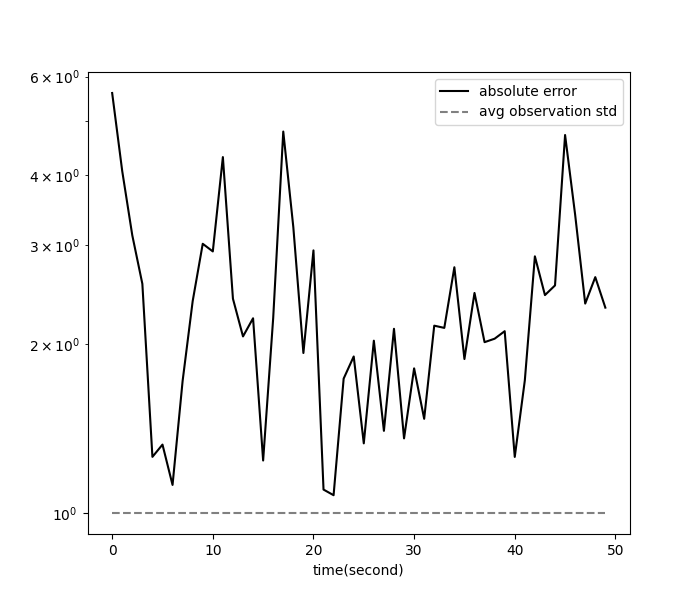 6 × 10⁰
4 × 10⁰
3 × 10⁰
2 × 10⁰
10⁰
absolute error
avg observation std
0 10 20 30 40 50
time(second)